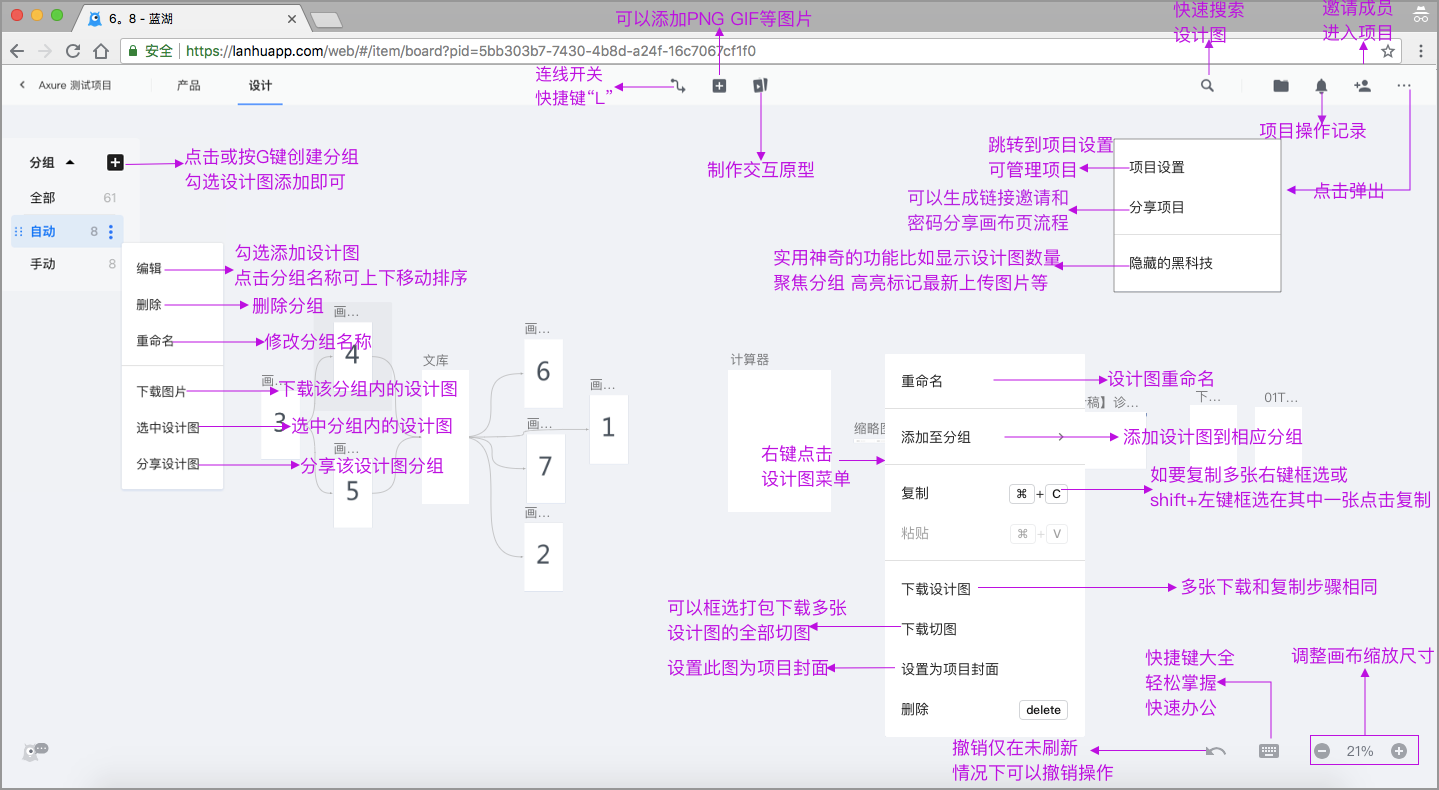 6。8 - 蓝湖
可以添加PNG GIF等图片
快速搜索
设计图
邀请成员
进入项目
安全
https://lanhuapp.com/web/#/item/board?pid=5bb303b7-7430-4b8d-a24f-16c7067cf1f0
Axure 测试项目
产品
设计
连线开关
快捷键“L”
制作交互原型
项目操作记录
点击弹出
跳转到项目设置
可管理项目
项目设置
可以生成链接邀请和
密码分享画布页流程
分享项目
实用神奇的功能比如显示设计图数量
聚焦分组 高亮标记最新上传图片等
隐藏的黑科技
分组
点击或按G键创建分组
勾选设计图添加即可
全部 61
自动 8
手动 8
编辑
勾选添加设计图
点击分组名称可上下移动排序
删除
删除分组
重命名
修改分组名称
下载图片
下载该分组内的设计图
选中设计图
选中分组内的设计图
分享设计图
分享该设计图分组
画...
4
画...
3
画...
5
文库
画...
6
画...
7
画...
2
画...
1
计算器
缩略图
稿】诊...
下...
01T...
右键点击
设计图菜单
重命名
设计图重命名
添加至分组
添加设计图到相应分组
复制 ⌘ + C
如要复制多张右键框选或
shift+左键框选在其中一张点击复制
粘贴 ⌘ + V
下载设计图
多张下载和复制步骤相同
可以框选打包下载多张
设计图的全部切图
下载切图
设置此图为项目封面
设置为项目封面
删除 delete
快捷键大全
轻松掌握
快速办公
调整画布缩放尺寸
撤销仅在未刷新
情况下可以撤销操作
21%